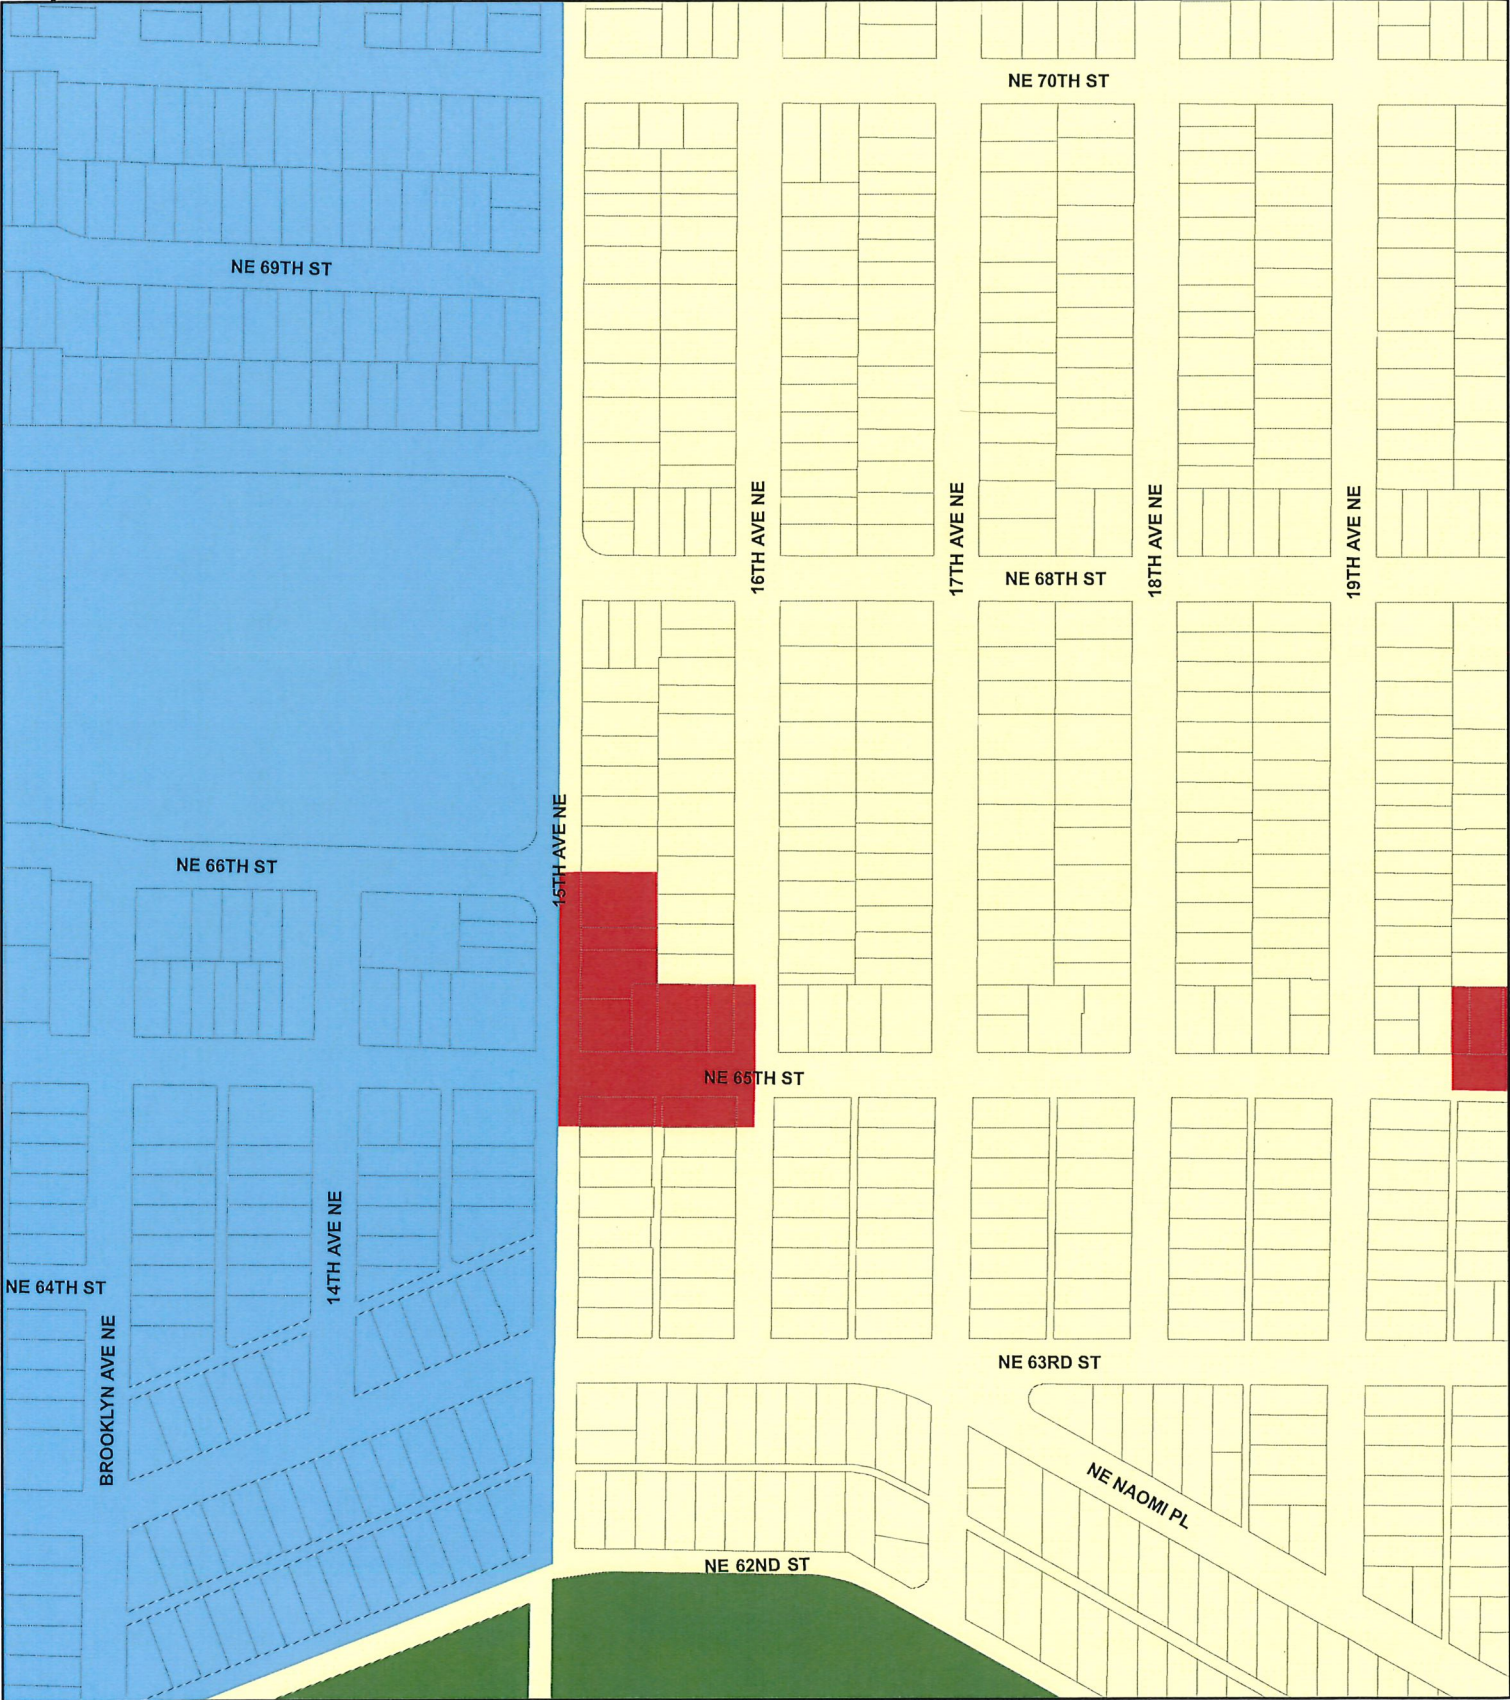 NE 70TH ST
NE 69TH ST
16TH AVE NE
17TH AVE NE
18TH AVE NE
19TH AVE NE
NE 68TH ST
15TH AVE NE
NE 66TH ST
NE 65TH ST
14TH AVE NE
NE 64TH ST
BROOKLYN AVE NE
NE 63RD ST
NE NAOMI PL
NE 62ND ST